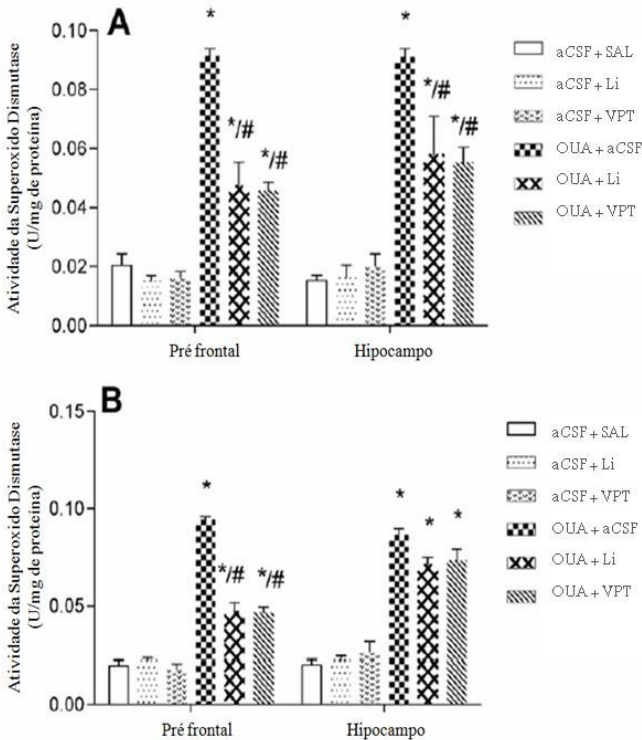 A
Atividade da Superoxido Dismutase
(U/mg de proteína)
0.10
0.08
0.06
0.04
0.02
0.00
*
*/#
*/#
*
*/#
*/#
Pré frontal
Hipocampo
aCSF + SAL
aCSF + Li
aCSF + VPT
OUA + aCSF
OUA + Li
OUA + VPT
B
Atividade da Superoxido Dismutase
(U/mg de proteína)
0.15
0.10
0.05
0.00
*
*/#
*/#
*
*
*
Pré frontal
Hipocampo
aCSF + SAL
aCSF + Li
aCSF + VPT
OUA + aCSF
OUA + Li
OUA + VPT